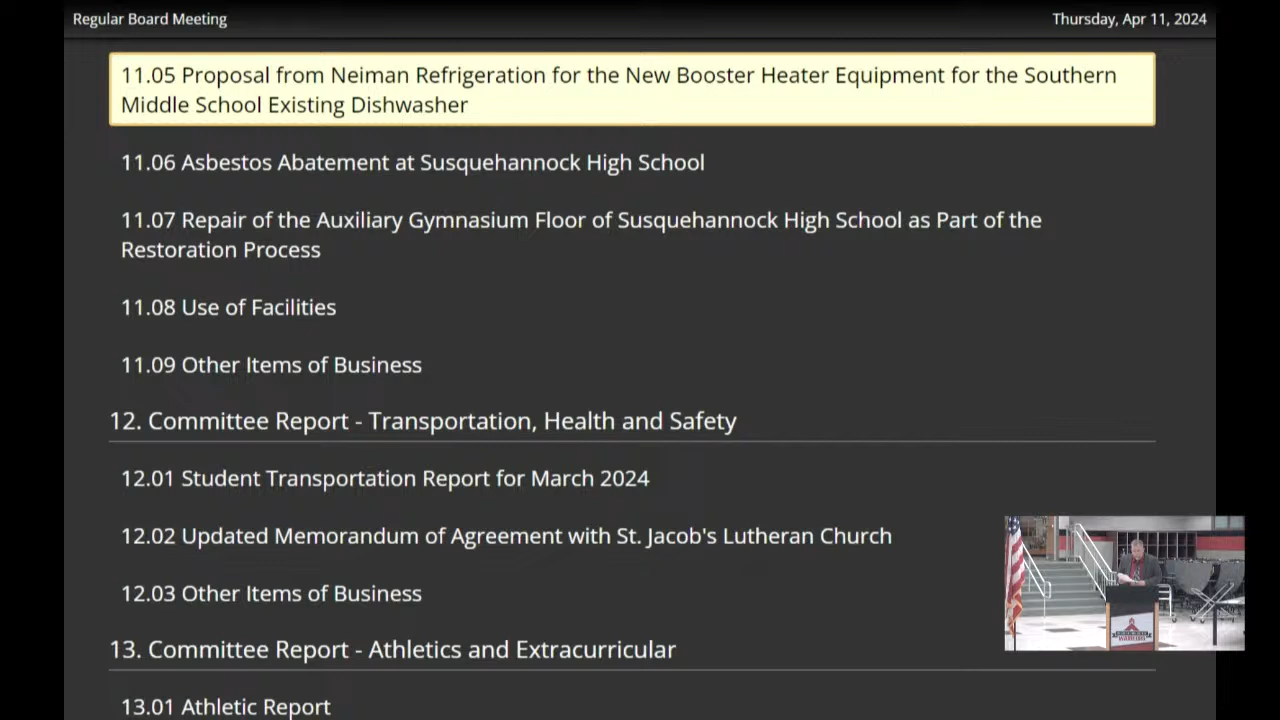 Regular Board Meeting
Thursday, Apr 11, 2024
11.05 Proposal from Neiman Refrigeration for the New Booster Heater Equipment for the Southern
Middle School Existing Dishwasher
11.06 Asbestos Abatement at Susquehannock High School
11.07 Repair of the Auxiliary Gymnasium Floor of Susquehannock High School as Part of the
Restoration Process
11.08 Use of Facilities
11.09 Other Items of Business
12. Committee Report - Transportation, Health and Safety
12.01 Student Transportation Report for March 2024
12.02 Updated Memorandum of Agreement with St. Jacob's Lutheran Church
12.03 Other Items of Business
13. Committee Report - Athletics and Extracurricular
13.01 Athletic Report